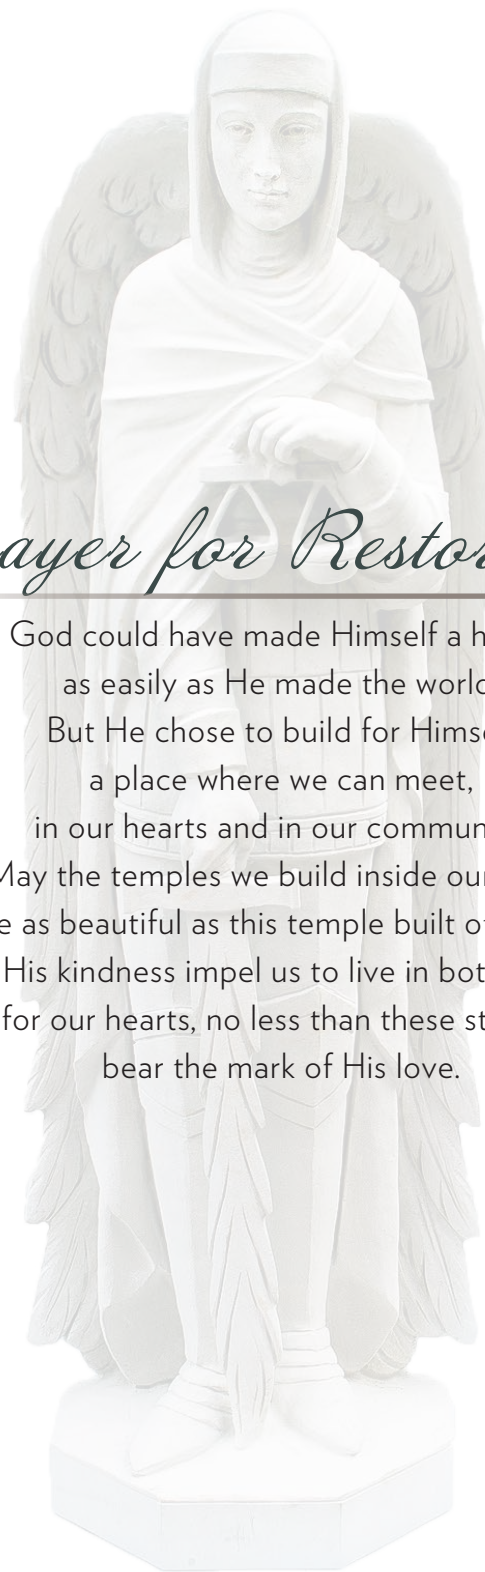 ayer for Restor
God could have made Himself a h
as easily as He made the world
But He chose to build for Himse
a place where we can meet,
in our hearts and in our commun
May the temples we build inside our
e as beautiful as this temple built of
His kindness impel us to live in bot
for our hearts, no less than these st
bear the mark of His love.